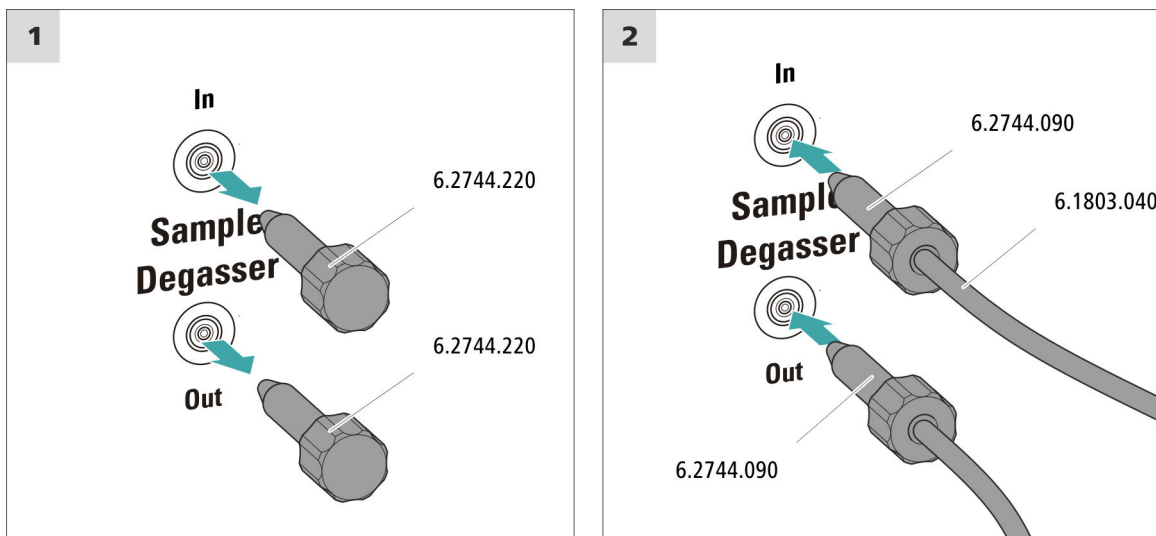 1
In
6.2744.220
Sample
Degasser
6.2744.220
Out
2
In
6.2744.090
6.1803.040
Sample
Degasser
Out
6.2744.090